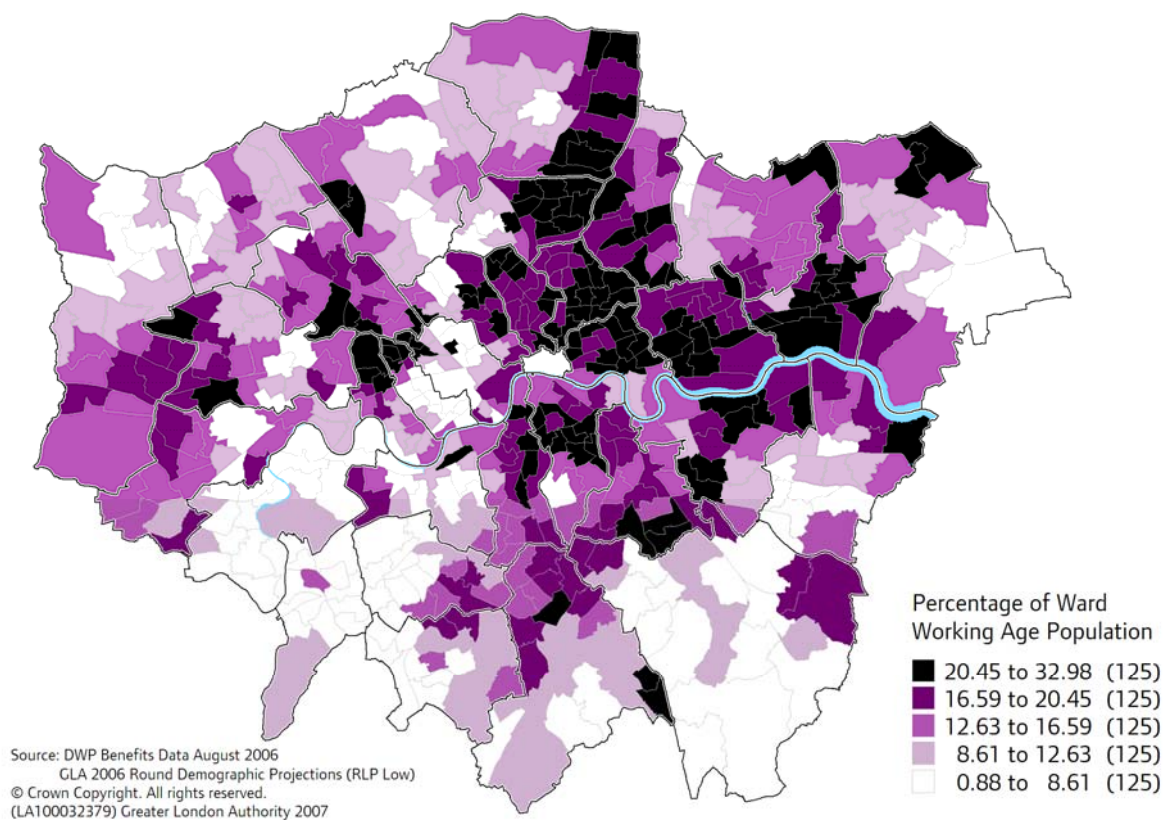 Percentage of Ward
Working Age Population
20.45 to 32.98 (125)
16.59 to 20.45 (125)
12.63 to 16.59 (125)
8.61 to 12.63 (125)
0.88 to 8.61 (125)
Source: DWP Benefits Data August 2006
GLA 2006 Round Demographic Projections (RLP Low)
© Crown Copyright. All rights reserved.
(LA100032379) Greater London Authority 2007